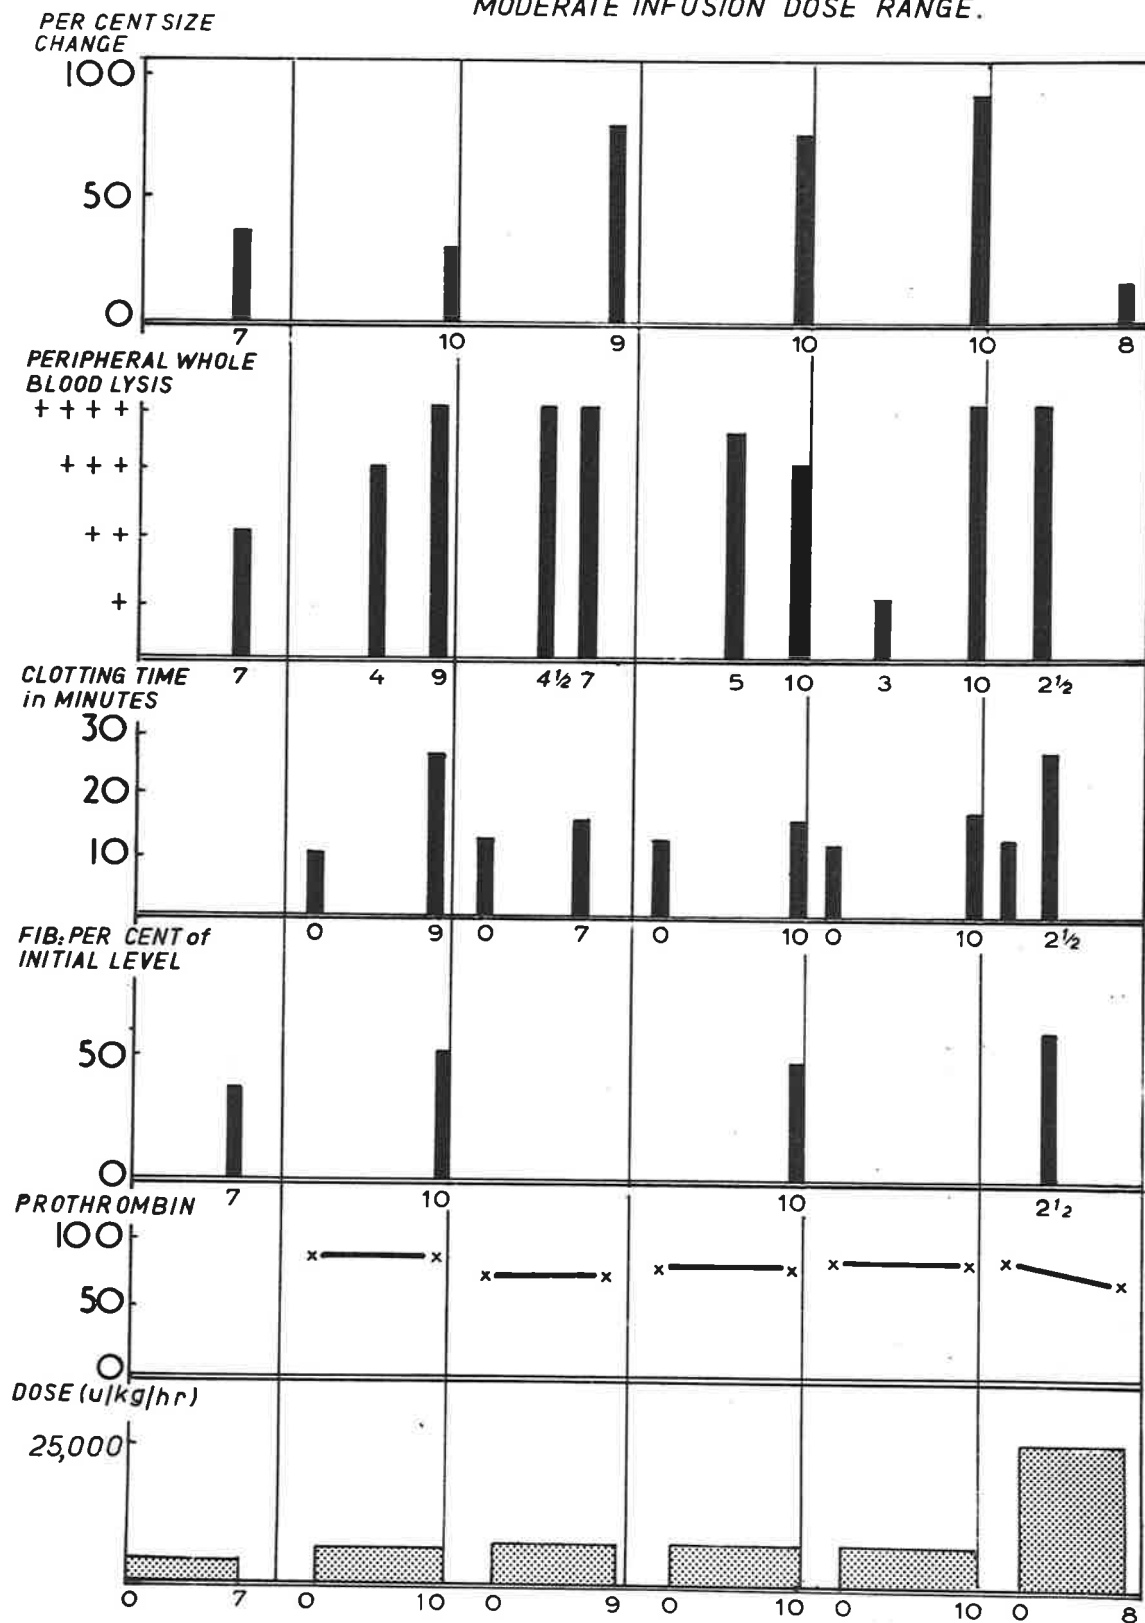 MODERATE INFUSION DOSE RANGE.
PER CENT SIZE
CHANGE
100
50
0
7 10 9 10 10 8
PERIPHERAL WHOLE
BLOOD LYSIS
++++
+++
++
+
7 4 9 4½ 7 5 10 3 10 2½
CLOTTING TIME
in MINUTES
30
20
10
0 9 0 7 0 10 0 10 2½
FIB: PER CENT of
INITIAL LEVEL
50
0
7 10 10 2½
PROTHROMBIN
100
50
0
x x x x x x x x x x
DOSE (u/kg/hr)
25,000
0 7 0 10 0 9 0 10 0 10 0 8